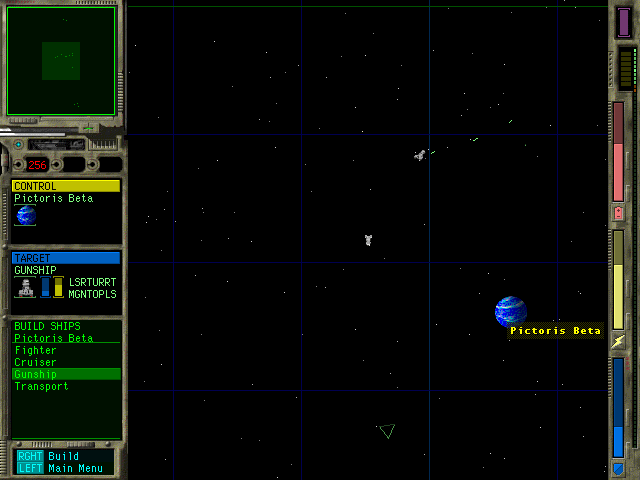 256
CONTROL
Pictoris Beta
TARGET
GUNSHIP
LSRTURRT
MGNTOPLS
BUILD SHIPS
Pictoris Beta
Fighter
Cruiser
Gunship
Transport
RGHT Build
LEFT Main Menu
Pictoris Beta